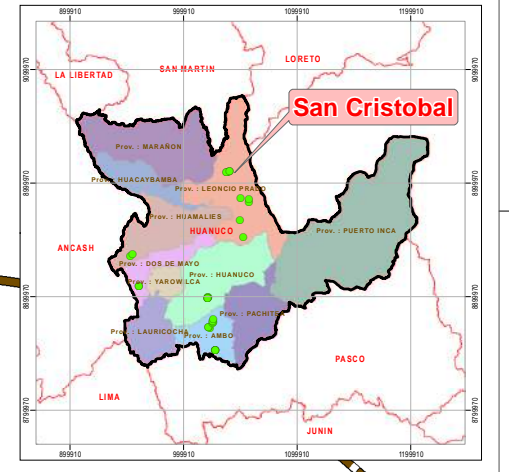 899910 999910 1099910 1199910
LORETO
SAN MARTIN
LA LIBERTAD
9099970 9099970
San Cristobal
Prov. : MARAÑON
Prov. : HUACAYBAMBA
Prov. : LEONCIO PRADO
8999970
Prov. : HUAMALIES
HUANUCO
Prov. : PUERTO INCA
ANCASH
Prov. : DOS DE MAYO
Prov. : HUANUCO
Prov. : YAROWILCA
8899970 8899970
Prov. : PACHITEA
Prov. : LAURICOCHA
Prov. : AMBO
PASCO
LIMA
8799970 8799970
JUNIN
899910 999910 1099910 1199910